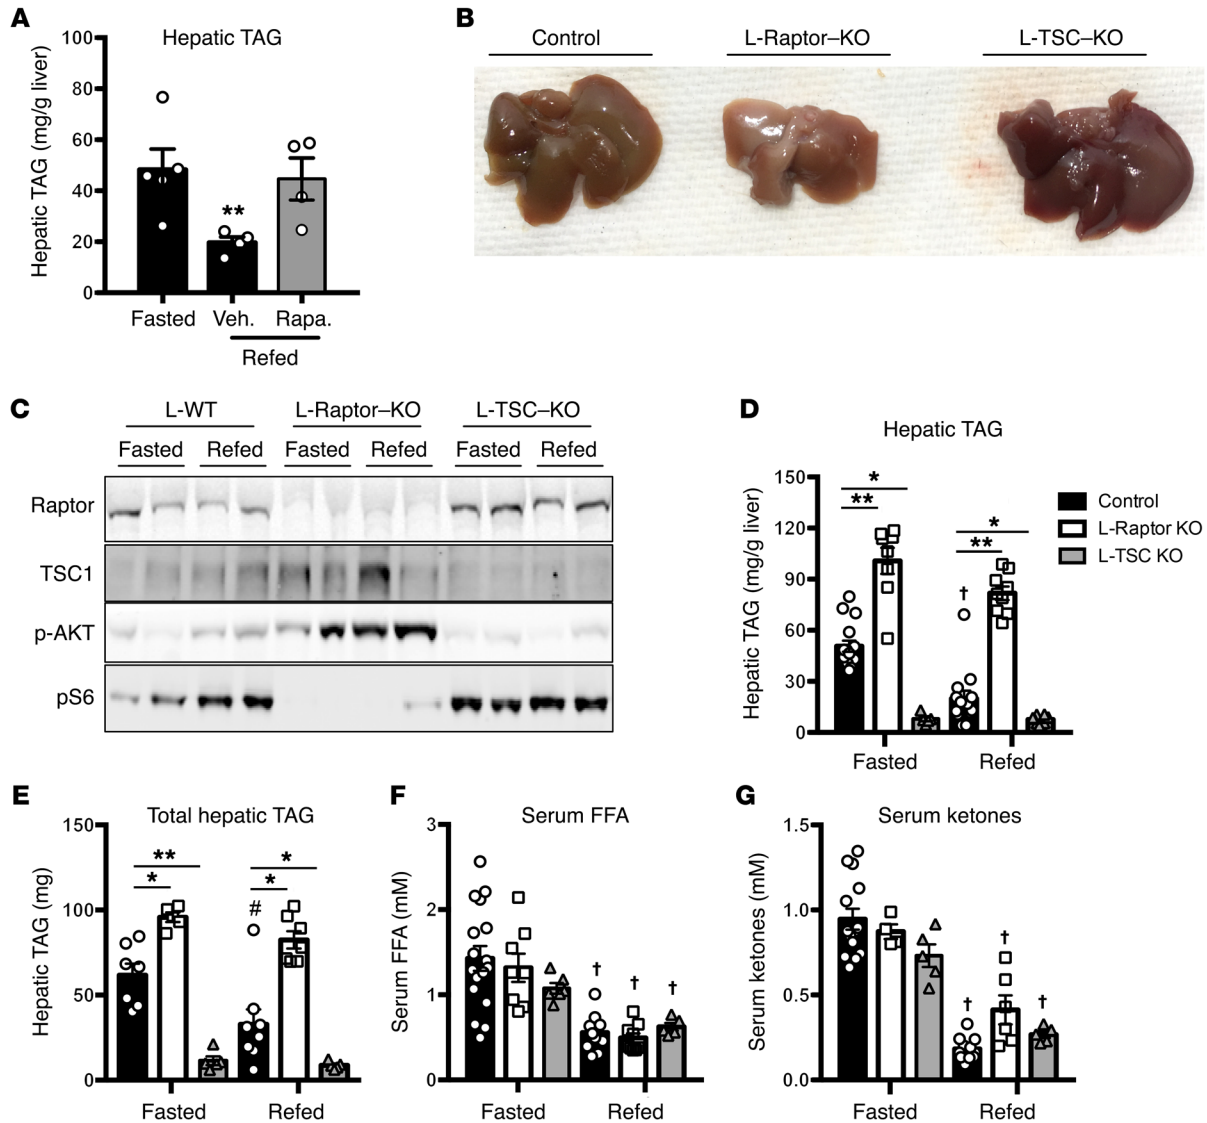 A
Hepatic TAG
Hepatic TAG (mg/g liver)
100
80
60
40
20
0
**
Fasted
Veh.
Rapa.
Refed
B
Control
L-Raptor–KO
L-TSC–KO
C
L-WT
L-Raptor–KO
L-TSC–KO
Fasted
Refed
Fasted
Refed
Fasted
Refed
Raptor
TSC1
p-AKT
pS6
D
Hepatic TAG
Hepatic TAG (mg/g liver)
150
120
90
60
30
0
*
**
*
**
†
Fasted
Refed
Control
L-Raptor KO
L-TSC KO
E
Total hepatic TAG
Hepatic TAG (mg)
150
100
50
0
**
*
*
*
#
Fasted
Refed
F
Serum FFA
Serum FFA (mM)
3
2
1
0
†
†
†
Fasted
Refed
G
Serum ketones
Serum ketones (mM)
1.5
1.0
0.5
0.0
†
†
†
Fasted
Refed